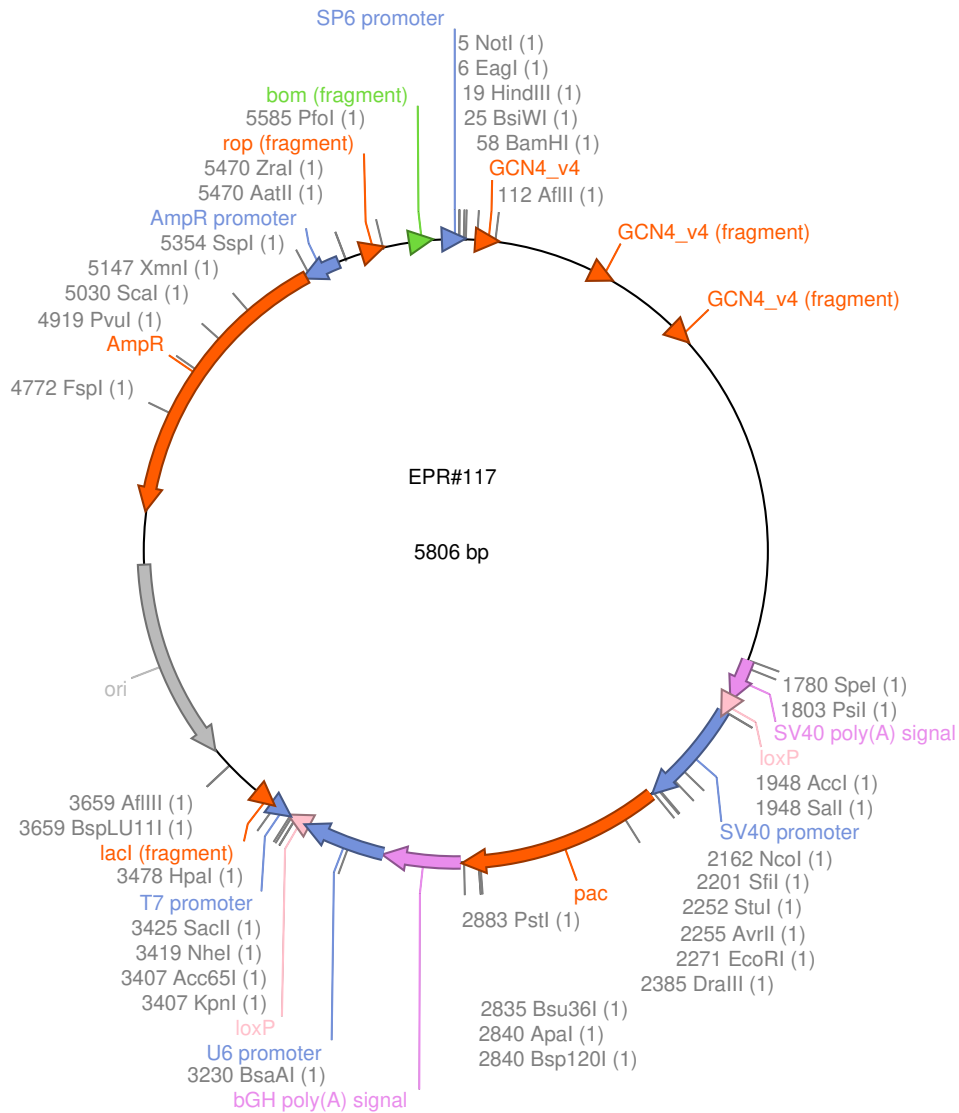 SP6 promoter
5 NotI (1)
6 EagI (1)
19 HindIII (1)
25 BsiWI (1)
58 BamHI (1)
GCN4_v4
112 AflII (1)
GCN4_v4 (fragment)
GCN4_v4 (fragment)
bom (fragment)
5585 PfoI (1)
rop (fragment)
5470 ZraI (1)
5470 AatII (1)
AmpR promoter
5354 SspI (1)
5147 XmnI (1)
5030 ScaI (1)
4919 PvuI (1)
AmpR
4772 FspI (1)
EPR#117
5806 bp
ori
1780 SpeI (1)
1803 PsiI (1)
SV40 poly(A) signal
loxP
1948 AccI (1)
1948 SalI (1)
SV40 promoter
2162 NcoI (1)
2201 SfiI (1)
2252 StuI (1)
2255 AvrII (1)
2271 EcoRI (1)
2385 DraIII (1)
pac
2835 Bsu36I (1)
2840 ApaI (1)
2840 Bsp120I (1)
2883 PstI (1)
3659 AflIII (1)
3659 BspLU11I (1)
lacI (fragment)
3478 HpaI (1)
T7 promoter
3425 SacII (1)
3419 NheI (1)
3407 Acc65I (1)
3407 KpnI (1)
loxP
U6 promoter
3230 BsaAI (1)
bGH poly(A) signal